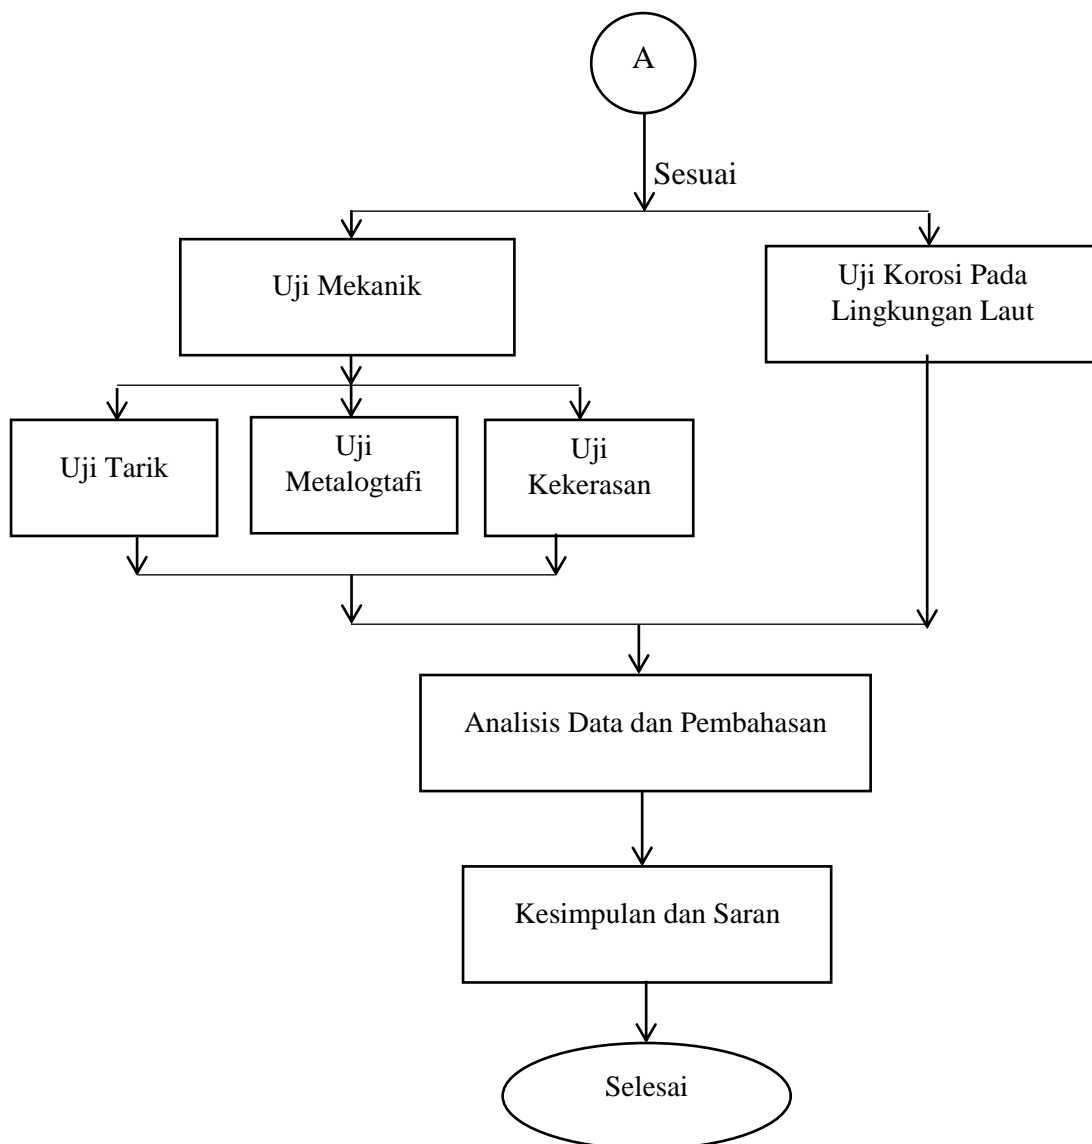 A
Sesuai
Uji Mekanik
Uji Korosi Pada
Lingkungan Laut
Uji Tarik
Uji
Metalogtafi
Uji
Kekerasan
Analisis Data dan Pembahasan
Kesimpulan dan Saran
Selesai